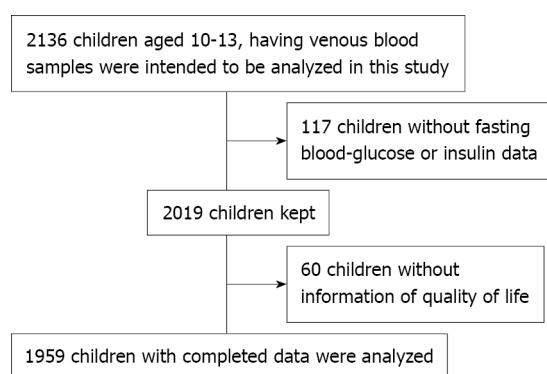 2136 children aged 10-13, having venous blood
samples were intended to be analyzed in this study
117 children without fasting
blood-glucose or insulin data
2019 children kept
60 children without
information of quality of life
1959 children with completed data were analyzed